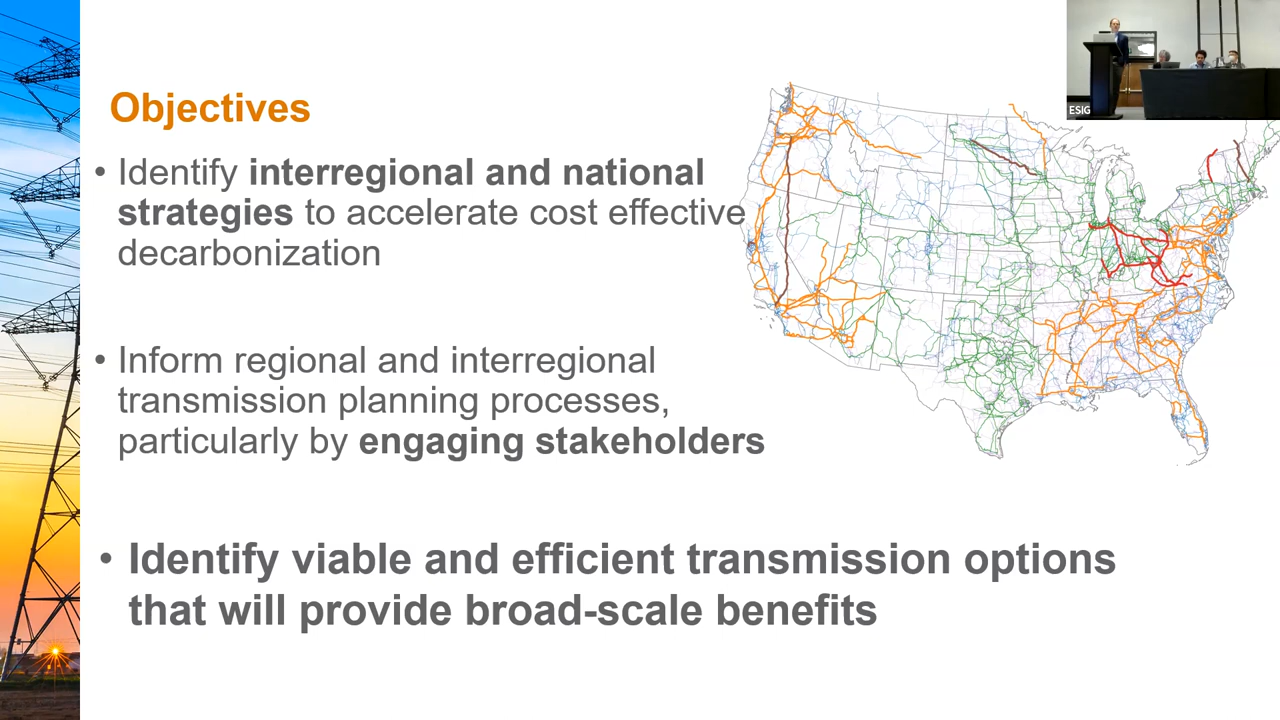 Objectives
• Identify interregional and national
strategies to accelerate cost effective
decarbonization
• Inform regional and interregional
transmission planning processes,
particularly by engaging stakeholders
• Identify viable and efficient transmission options
that will provide broad-scale benefits
ESIG